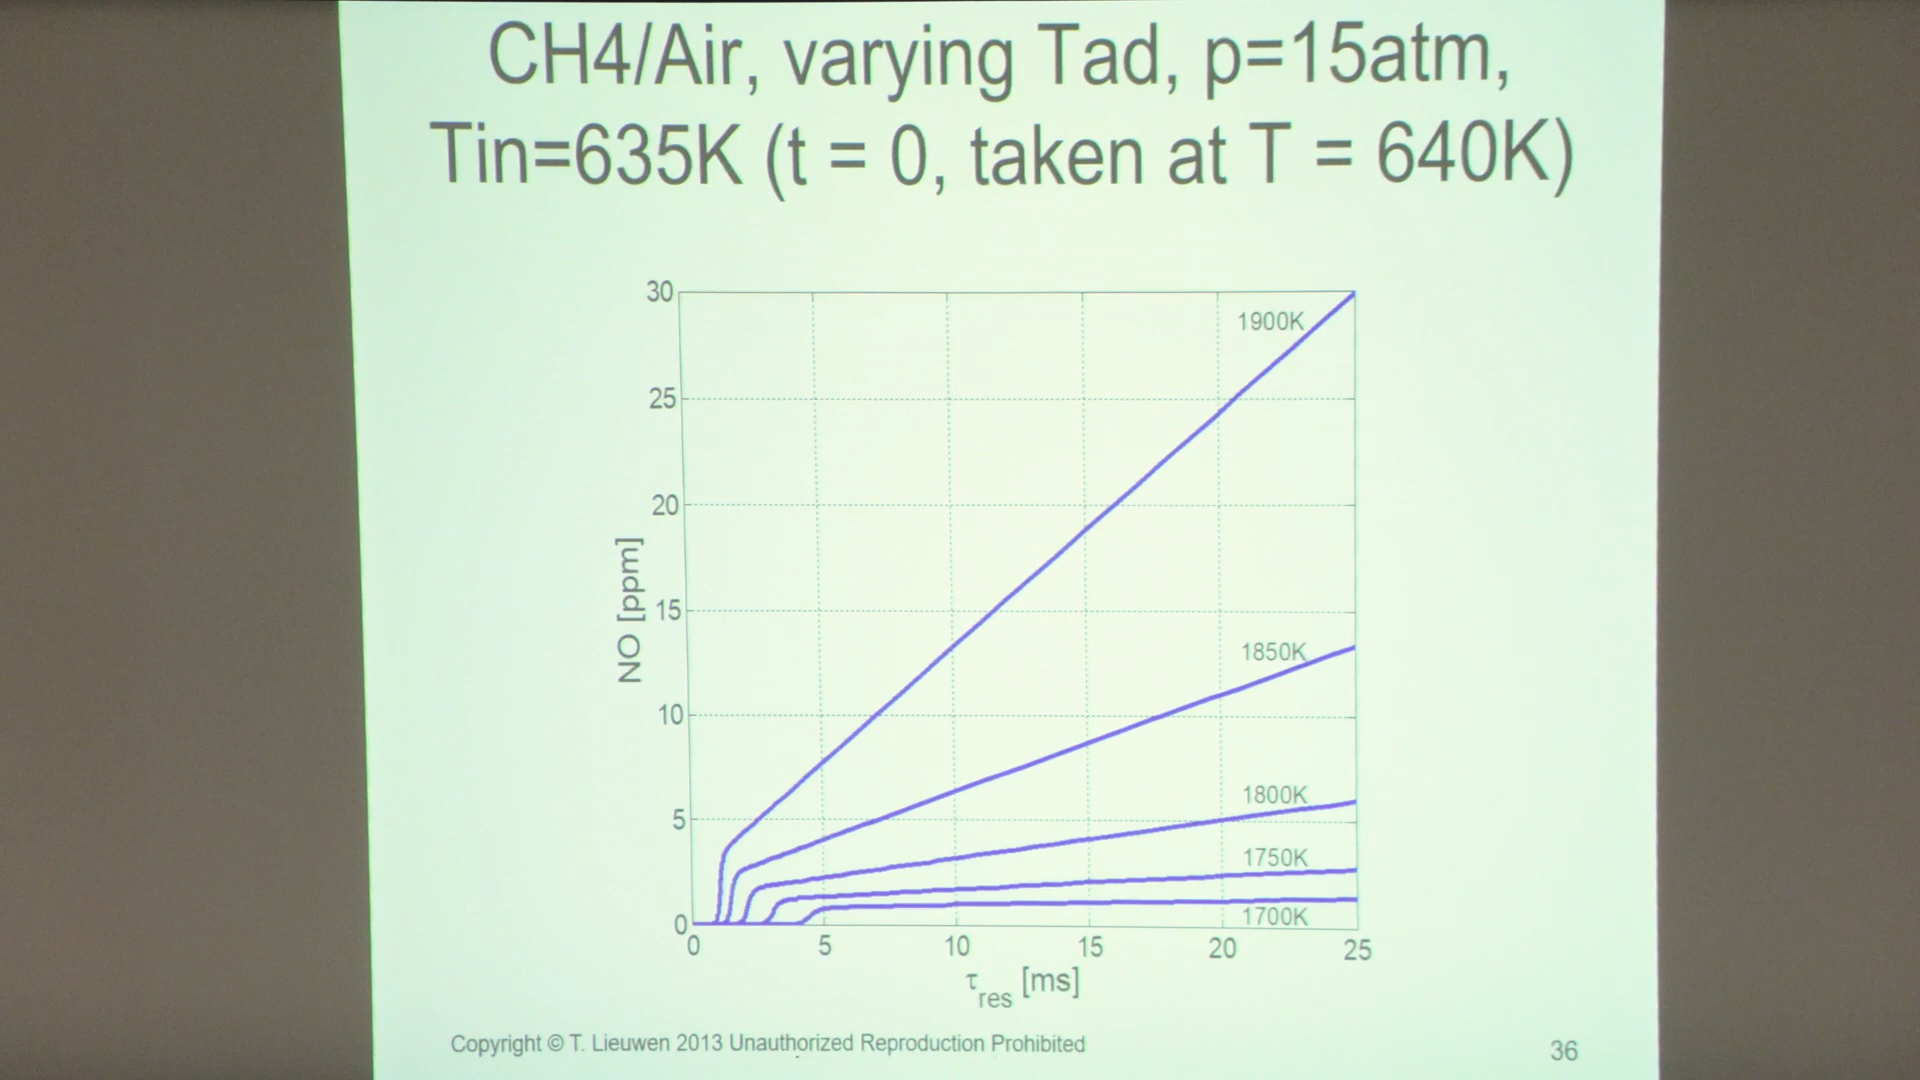 CH4/Air, varying Tad, p=15atm,
Tin=635K (t = 0, taken at T = 640K)
30
25
20
15
10
5
0
NO [ppm]
1900K
1850K
1800K
1750K
1700K
0 5 10 15 20 25
τres [ms]
Copyright © T. Lieuwen 2013 Unauthorized Reproduction Prohibited
36